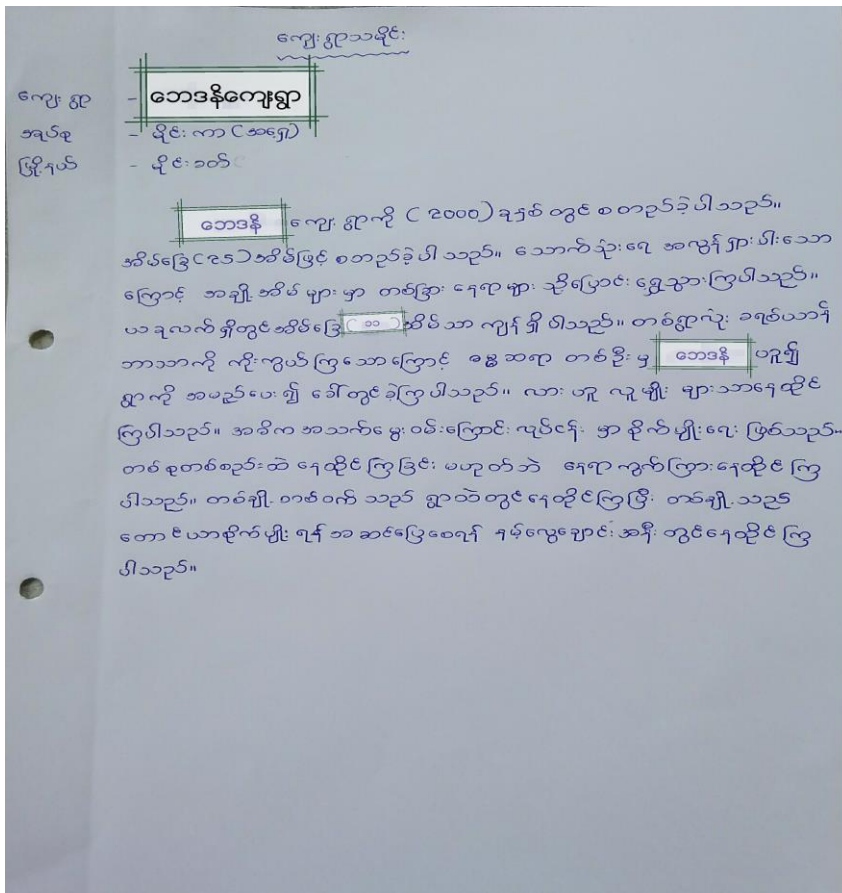 ကျေးရွာသမိုင်း
ကျေးရွာ - ဘေဒနိကျေးရွာ
အုပ်စု - မိုင်းကာ (အရှေ့)
မြို့နယ် - မိုင်းခတ်
ဘေဒနိ ကျေးရွာကို (2000) ခုနှစ်တွင် စတည်ခဲ့ပါသည်။
အိမ်ခြေ (25) အိမ်ဖြင့် စတည်ခဲ့ပါသည်။ သောက်သုံးရေ အလွန်ရှားပါးသော
ကြောင့် အချို့အိမ်များမှာ တစ်ခြားနေရာများ သို့ပြောင်းရွှေ့သွားကြပါသည်။
ယခုလက်ရှိတွင်အိမ်ခြေ (၁၁) အိမ်သာ ကျန်ရှိပါသည်။ တစ်ရွာလုံး ခရစ်ယာန်
ဘာသာကို ကိုးကွယ်ကြသောကြောင့် ဓမ္မဆရာ တစ်ဦးမှ ဘေဒနိ ဟူ၍
ရွာကို အမည်ပေး၍ ခေါ်တွင်ခဲ့ကြပါသည်။ လားဟူ လူမျိုးများသာနေထိုင်
ကြပါသည်။ အဓိက အသက်မွေးဝမ်းကြောင်းလုပ်ငန်းမှာ စိုက်မျိုးရေး ဖြစ်သည်။
တစ်စုတစ်စည်းထဲ နေထိုင်ကြခြင်း မဟုတ်ဘဲ နေရာကွက်ကြားနေထိုင်ကြ
ပါသည်။ တစ်ချို့တစ်ဝက်သည် ရွာထဲတွင်နေထိုင်ကြပြီး တစ်ချို့သည်
တောင်ယာစိုက်မျိုးရန် အဆင်ပြေစေရန် နမ့်လွေချောင်းအနီးတွင်နေထိုင်ကြ
ပါသည်။